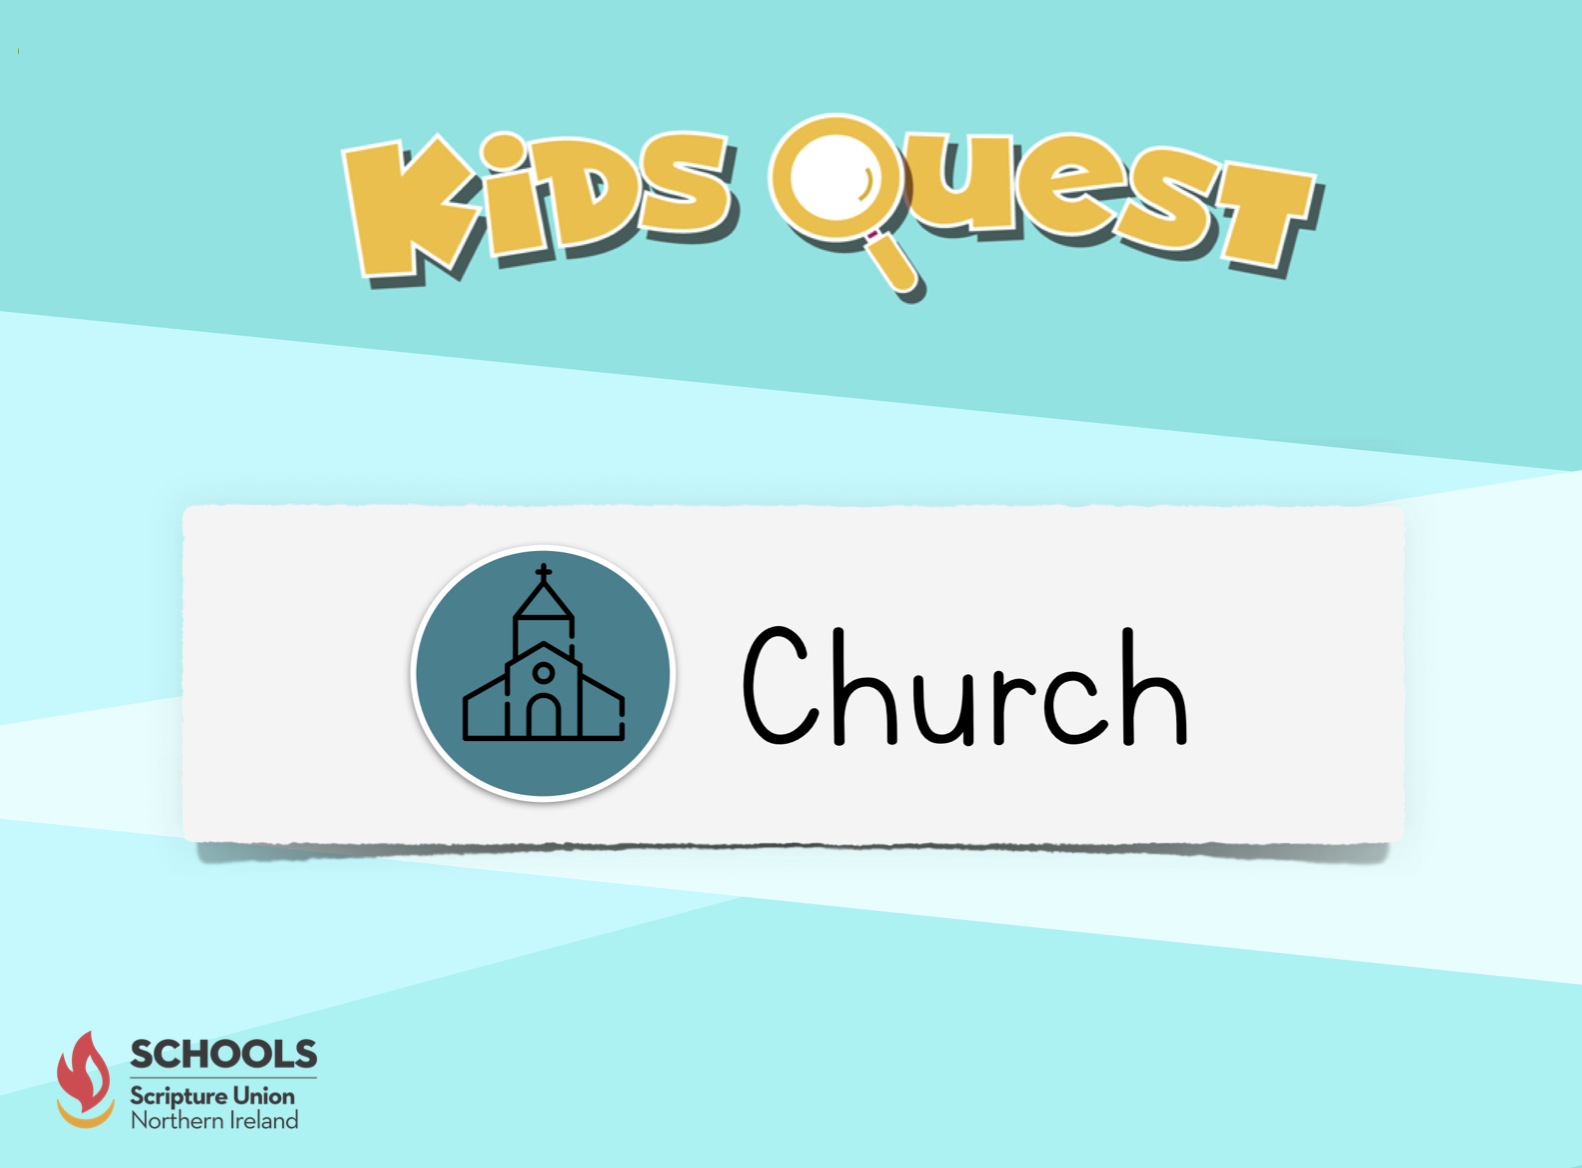 KiDS QUeST
Church
SCHOOLS
Scripture Union
Northern Ireland